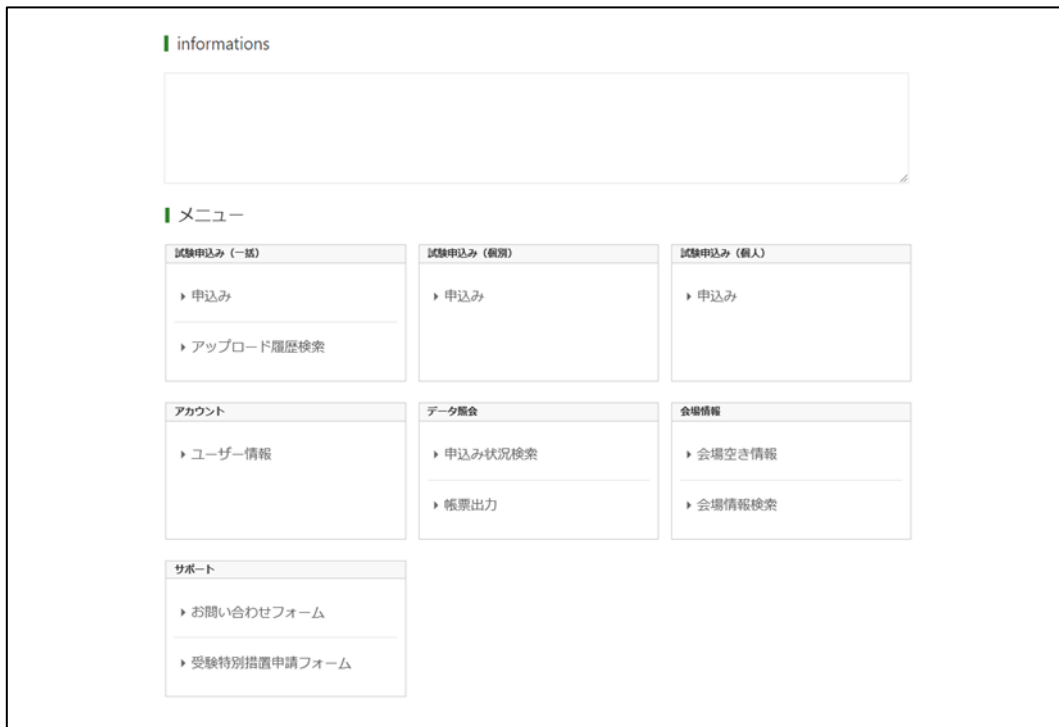 informations
メニュー
試験申込み（一括）
申込み
アップロード履歴検索
試験申込み（個別）
申込み
試験申込み（個人）
申込み
アカウント
ユーザー情報
データ照会
申込み状況検索
帳票出力
会場情報
会場空き情報
会場情報検索
サポート
お問い合わせフォーム
受験特別措置申請フォーム